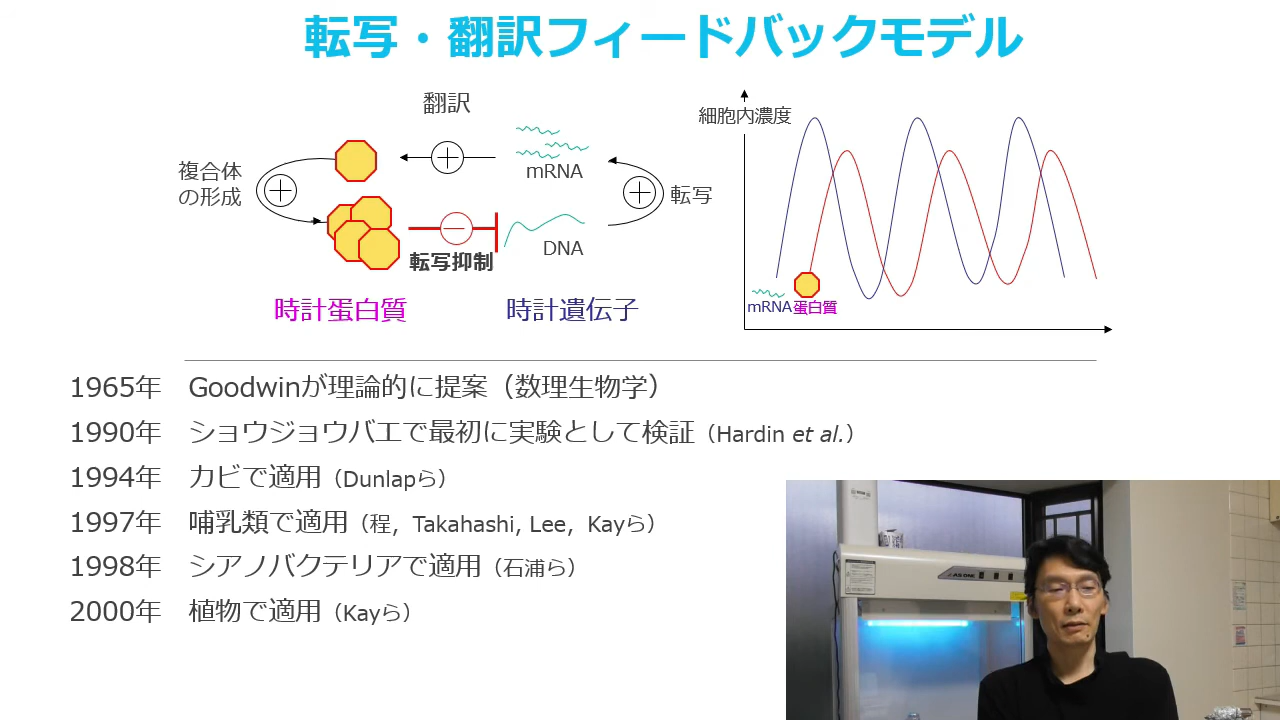 転写・翻訳フィードバックモデル
翻訳
mRNA
複合体
の形成
転写
DNA
転写抑制
時計蛋白質
時計遺伝子
細胞内濃度
mRNA 蛋白質
1965年 Goodwinが理論的に提案（数理生物学）
1990年 ショウジョウバエで最初に実験として検証（Hardin et al.）
1994年 カビで適用（Dunlapら）
1997年 哺乳類で適用（程，Takahashi, Lee，Kayら）
1998年 シアノバクテリアで適用（石浦ら）
2000年 植物で適用（Kayら）
AS ONE